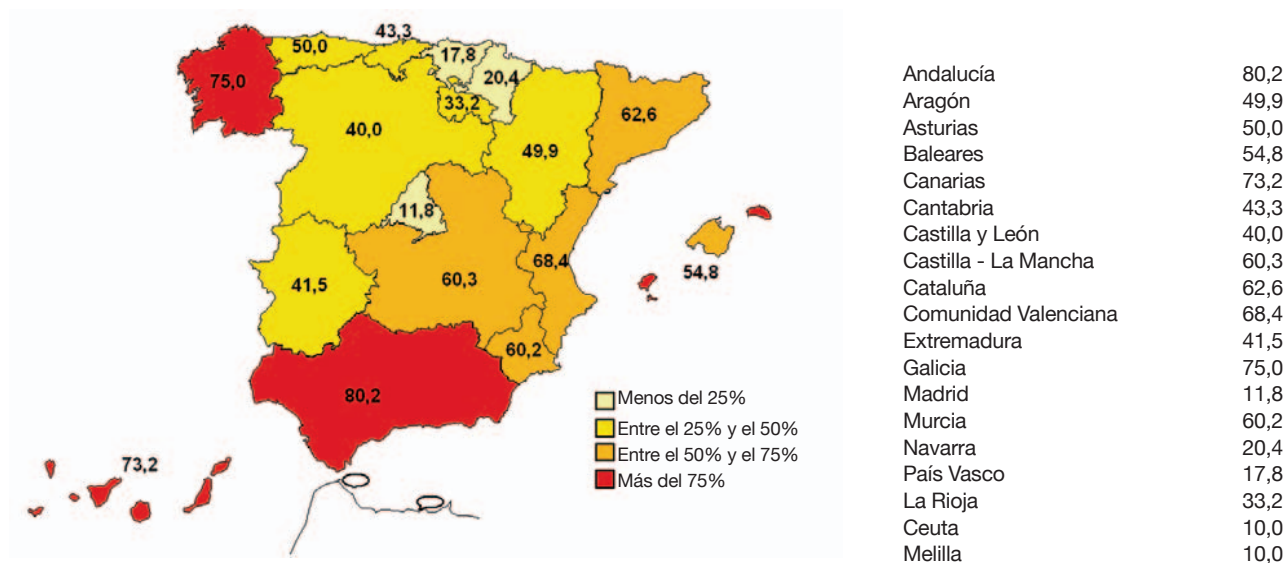 43,3
50,0
17,8
75,0
20,4
33,2
62,6
40,0
49,9
11,8
68,4
54,8
41,5
60,3
60,2
80,2
73,2
Menos del 25%
Entre el 25% y el 50%
Entre el 50% y el 75%
Más del 75%
Andalucía 80,2
Aragón 49,9
Asturias 50,0
Baleares 54,8
Canarias 73,2
Cantabria 43,3
Castilla y León 40,0
Castilla - La Mancha 60,3
Cataluña 62,6
Comunidad Valenciana 68,4
Extremadura 41,5
Galicia 75,0
Madrid 11,8
Murcia 60,2
Navarra 20,4
País Vasco 17,8
La Rioja 33,2
Ceuta 10,0
Melilla 10,0